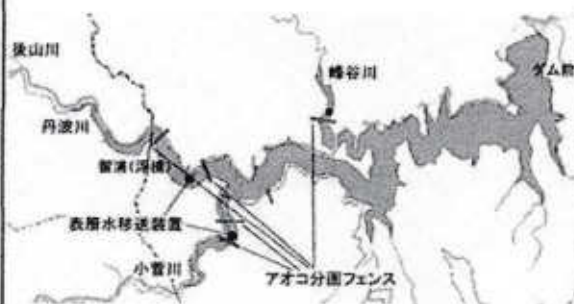 後山川
丹波川
峰谷川
ダム前
留浦(浮橋)
表層水移送装置
小菅川
アオコ分画フェンス